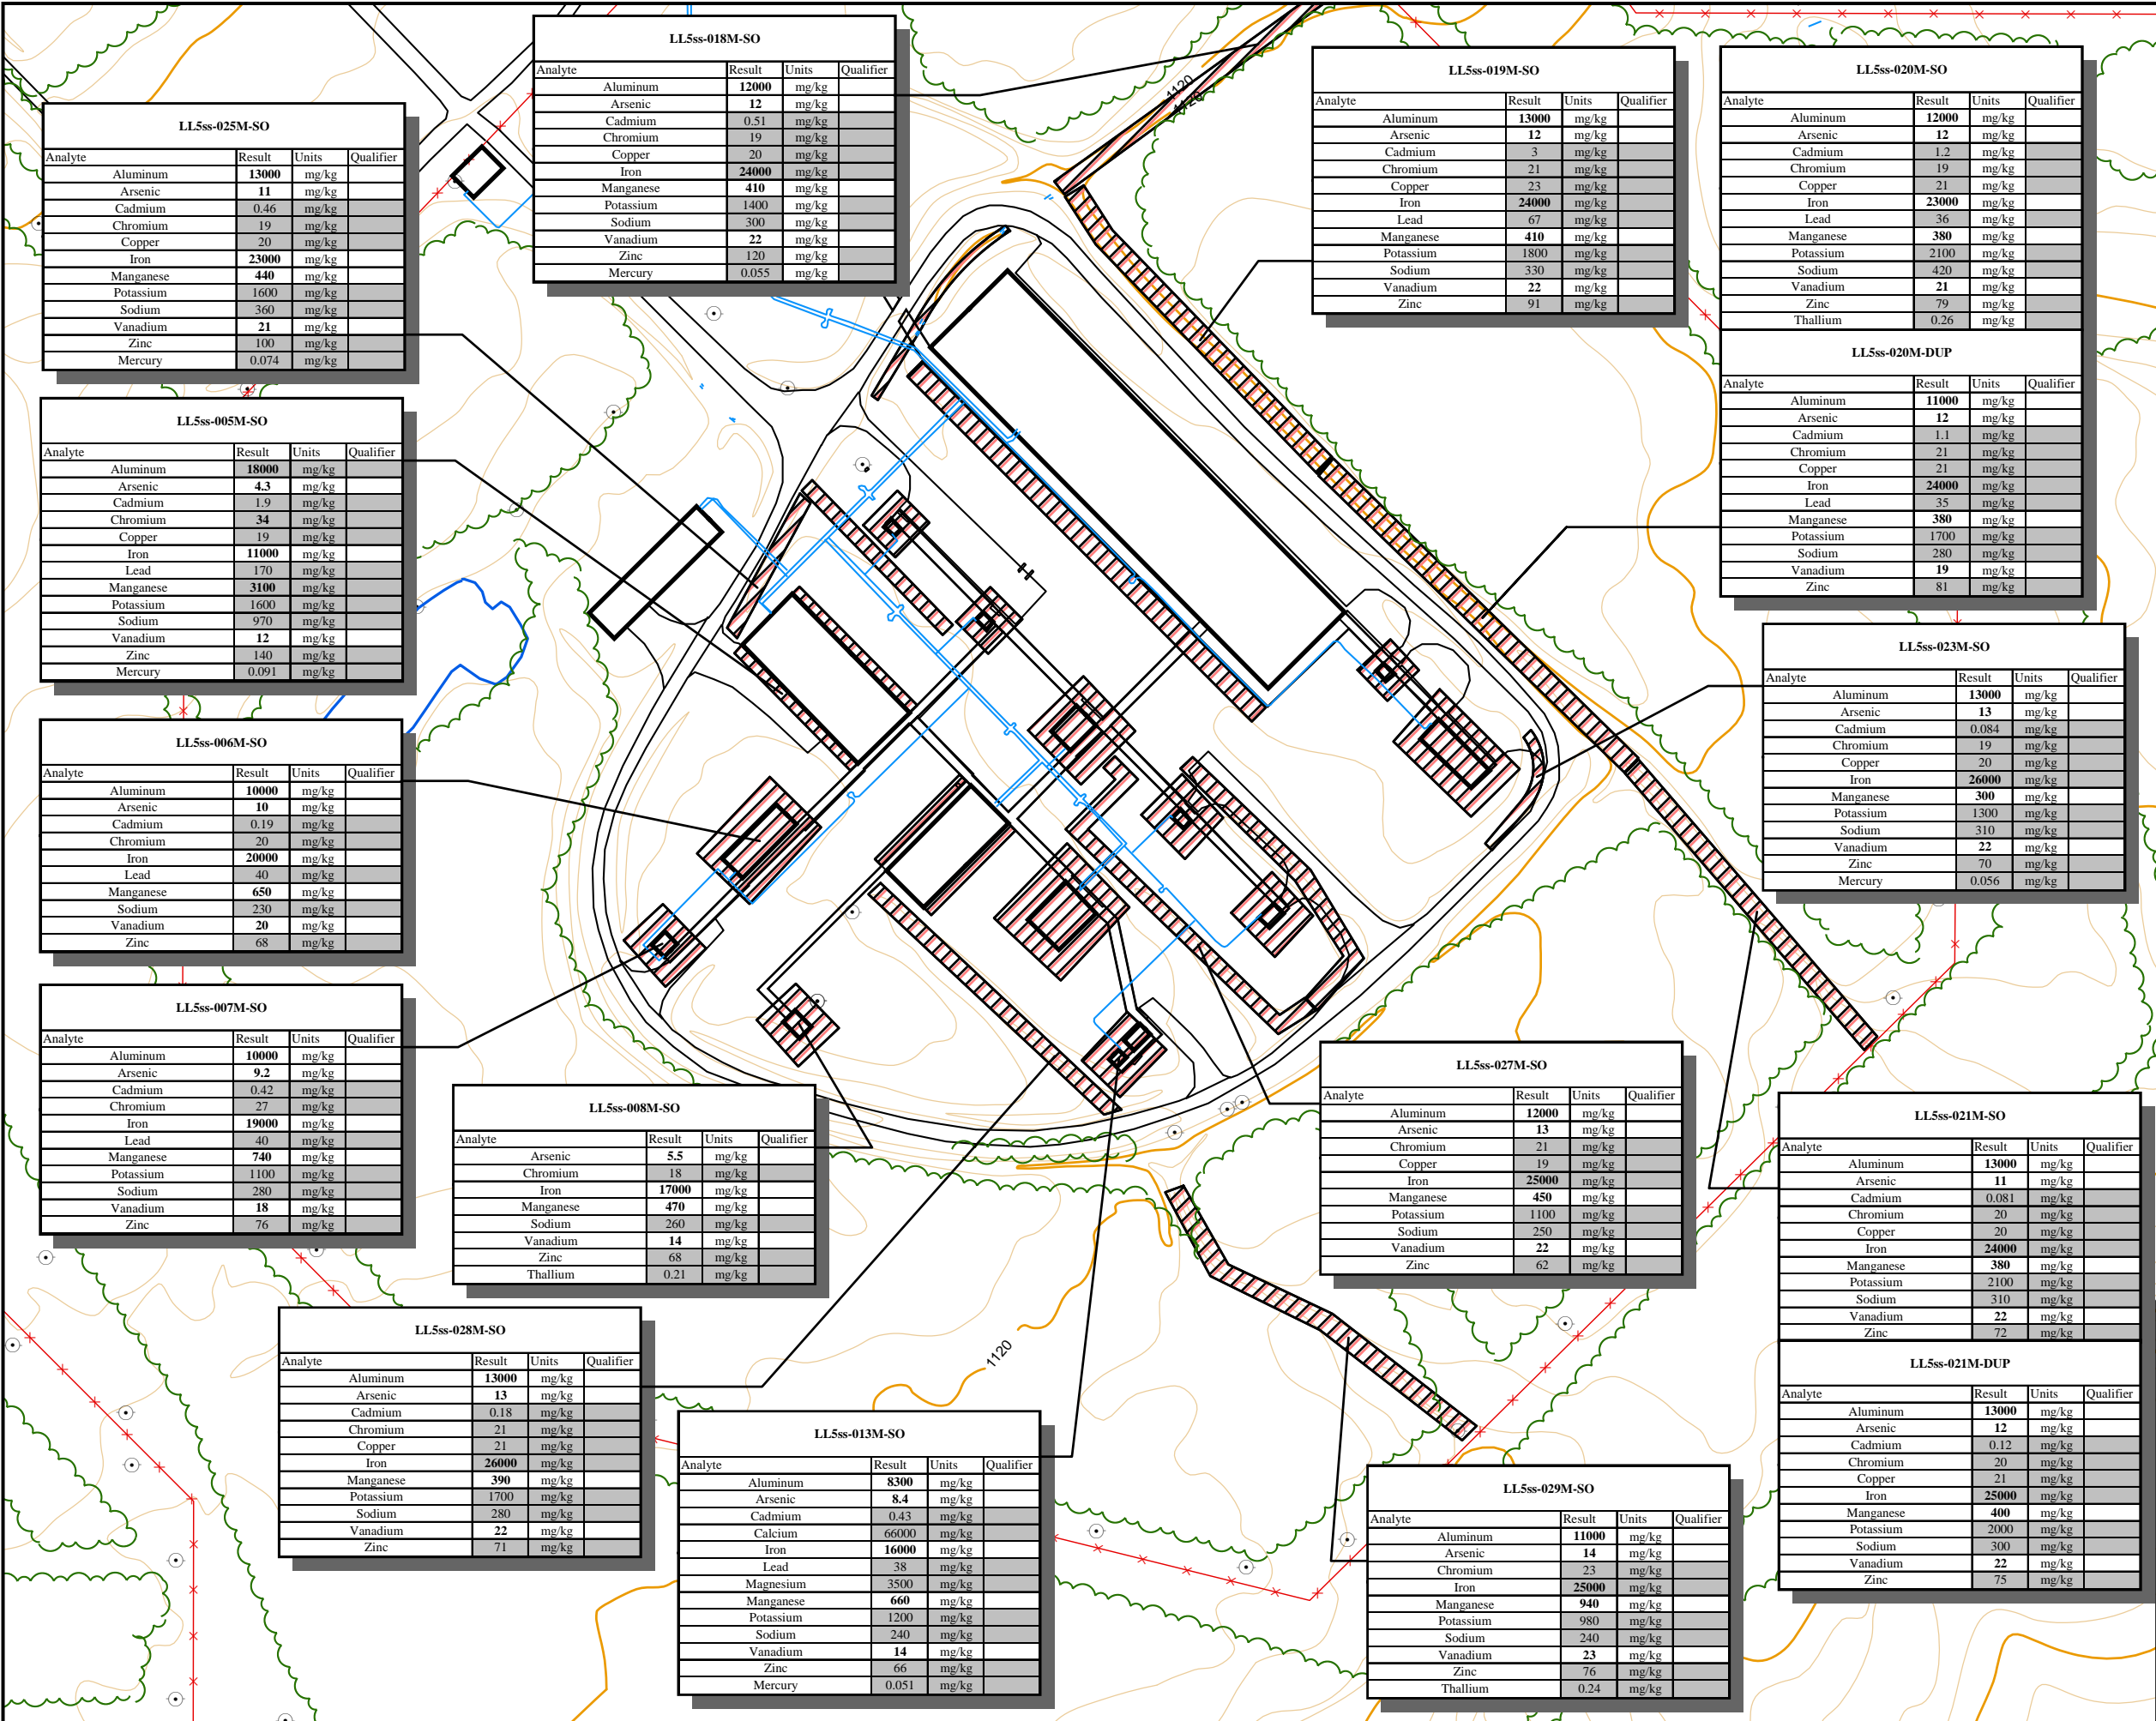 LL5ss-018M-SO
Analyte Result Units Qualifier
Aluminum 12000 mg/kg
Arsenic 12 mg/kg
Cadmium 0.51 mg/kg
Chromium 19 mg/kg
Copper 20 mg/kg
Iron 24000 mg/kg
Manganese 410 mg/kg
Potassium 1400 mg/kg
Sodium 300 mg/kg
Vanadium 22 mg/kg
Zinc 120 mg/kg
Mercury 0.055 mg/kg
1120
1120
LL5ss-019M-SO
Analyte Result Units Qualifier
Aluminum 13000 mg/kg
Arsenic 12 mg/kg
Cadmium 3 mg/kg
Chromium 21 mg/kg
Copper 23 mg/kg
Iron 24000 mg/kg
Lead 67 mg/kg
Manganese 410 mg/kg
Potassium 1800 mg/kg
Sodium 330 mg/kg
Vanadium 22 mg/kg
Zinc 91 mg/kg
LL5ss-020M-SO
Analyte Result Units Qualifier
Aluminum 12000 mg/kg
Arsenic 12 mg/kg
Cadmium 1.2 mg/kg
Chromium 19 mg/kg
Copper 21 mg/kg
Iron 23000 mg/kg
Lead 36 mg/kg
Manganese 380 mg/kg
Potassium 2100 mg/kg
Sodium 420 mg/kg
Vanadium 21 mg/kg
Zinc 79 mg/kg
Thallium 0.26 mg/kg
LL5ss-020M-DUP
Analyte Result Units Qualifier
Aluminum 11000 mg/kg
Arsenic 12 mg/kg
Cadmium 1.1 mg/kg
Chromium 21 mg/kg
Copper 21 mg/kg
Iron 24000 mg/kg
Lead 35 mg/kg
Manganese 380 mg/kg
Potassium 1700 mg/kg
Sodium 280 mg/kg
Vanadium 19 mg/kg
Zinc 81 mg/kg
LL5ss-025M-SO
Analyte Result Units Qualifier
Aluminum 13000 mg/kg
Arsenic 11 mg/kg
Cadmium 0.46 mg/kg
Chromium 19 mg/kg
Copper 20 mg/kg
Iron 23000 mg/kg
Manganese 440 mg/kg
Potassium 1600 mg/kg
Sodium 360 mg/kg
Vanadium 21 mg/kg
Zinc 100 mg/kg
Mercury 0.074 mg/kg
LL5ss-005M-SO
Analyte Result Units Qualifier
Aluminum 18000 mg/kg
Arsenic 4.3 mg/kg
Cadmium 1.9 mg/kg
Chromium 34 mg/kg
Copper 19 mg/kg
Iron 11000 mg/kg
Lead 170 mg/kg
Manganese 3100 mg/kg
Potassium 1600 mg/kg
Sodium 970 mg/kg
Vanadium 12 mg/kg
Zinc 140 mg/kg
Mercury 0.091 mg/kg
LL5ss-023M-SO
Analyte Result Units Qualifier
Aluminum 13000 mg/kg
Arsenic 13 mg/kg
Cadmium 0.084 mg/kg
Chromium 19 mg/kg
Copper 20 mg/kg
Iron 26000 mg/kg
Manganese 300 mg/kg
Potassium 1300 mg/kg
Sodium 310 mg/kg
Vanadium 22 mg/kg
Zinc 70 mg/kg
Mercury 0.056 mg/kg
LL5ss-006M-SO
Analyte Result Units Qualifier
Aluminum 10000 mg/kg
Arsenic 10 mg/kg
Cadmium 0.19 mg/kg
Chromium 20 mg/kg
Iron 20000 mg/kg
Lead 40 mg/kg
Manganese 650 mg/kg
Sodium 230 mg/kg
Vanadium 20 mg/kg
Zinc 68 mg/kg
LL5ss-007M-SO
Analyte Result Units Qualifier
Aluminum 10000 mg/kg
Arsenic 9.2 mg/kg
Cadmium 0.42 mg/kg
Chromium 27 mg/kg
Iron 19000 mg/kg
Lead 40 mg/kg
Manganese 740 mg/kg
Potassium 1100 mg/kg
Sodium 280 mg/kg
Vanadium 18 mg/kg
Zinc 76 mg/kg
LL5ss-008M-SO
Analyte Result Units Qualifier
Arsenic 5.5 mg/kg
Chromium 18 mg/kg
Iron 17000 mg/kg
Manganese 470 mg/kg
Sodium 260 mg/kg
Vanadium 14 mg/kg
Zinc 68 mg/kg
Thallium 0.21 mg/kg
LL5ss-027M-SO
Analyte Result Units Qualifier
Aluminum 12000 mg/kg
Arsenic 13 mg/kg
Chromium 21 mg/kg
Copper 19 mg/kg
Iron 25000 mg/kg
Manganese 450 mg/kg
Potassium 1100 mg/kg
Sodium 250 mg/kg
Vanadium 22 mg/kg
Zinc 62 mg/kg
LL5ss-021M-SO
Analyte Result Units Qualifier
Aluminum 13000 mg/kg
Arsenic 11 mg/kg
Cadmium 0.081 mg/kg
Chromium 20 mg/kg
Copper 20 mg/kg
Iron 24000 mg/kg
Manganese 380 mg/kg
Potassium 2100 mg/kg
Sodium 310 mg/kg
Vanadium 22 mg/kg
Zinc 72 mg/kg
LL5ss-021M-DUP
Analyte Result Units Qualifier
Aluminum 13000 mg/kg
Arsenic 12 mg/kg
Cadmium 0.12 mg/kg
Chromium 20 mg/kg
Copper 21 mg/kg
Iron 25000 mg/kg
Manganese 400 mg/kg
Potassium 2000 mg/kg
Sodium 300 mg/kg
Vanadium 22 mg/kg
Zinc 75 mg/kg
LL5ss-028M-SO
Analyte Result Units Qualifier
Aluminum 13000 mg/kg
Arsenic 13 mg/kg
Cadmium 0.18 mg/kg
Chromium 21 mg/kg
Copper 21 mg/kg
Iron 26000 mg/kg
Manganese 390 mg/kg
Potassium 1700 mg/kg
Sodium 280 mg/kg
Vanadium 22 mg/kg
Zinc 71 mg/kg
1120
LL5ss-013M-SO
Analyte Result Units Qualifier
Aluminum 8300 mg/kg
Arsenic 8.4 mg/kg
Cadmium 0.43 mg/kg
Calcium 66000 mg/kg
Iron 16000 mg/kg
Lead 38 mg/kg
Magnesium 3500 mg/kg
Manganese 660 mg/kg
Potassium 1200 mg/kg
Sodium 240 mg/kg
Vanadium 14 mg/kg
Zinc 66 mg/kg
Mercury 0.051 mg/kg
LL5ss-029M-SO
Analyte Result Units Qualifier
Aluminum 11000 mg/kg
Arsenic 14 mg/kg
Chromium 23 mg/kg
Iron 25000 mg/kg
Manganese 940 mg/kg
Potassium 980 mg/kg
Sodium 240 mg/kg
Vanadium 23 mg/kg
Zinc 76 mg/kg
Thallium 0.24 mg/kg